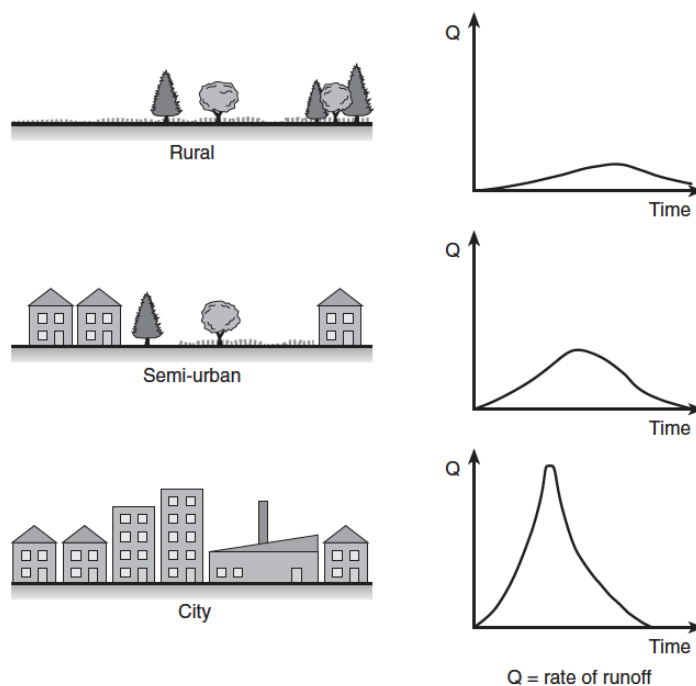 Q
Time
Rural
Q
Time
Semi-urban
Q
Time
City
Q = rate of runoff